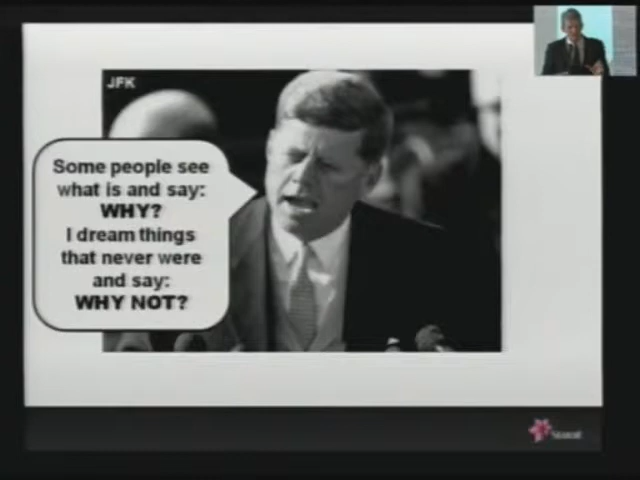 JFK
Some people see
what is and say:
WHY?
I dream things
that never were
and say:
WHY NOT?